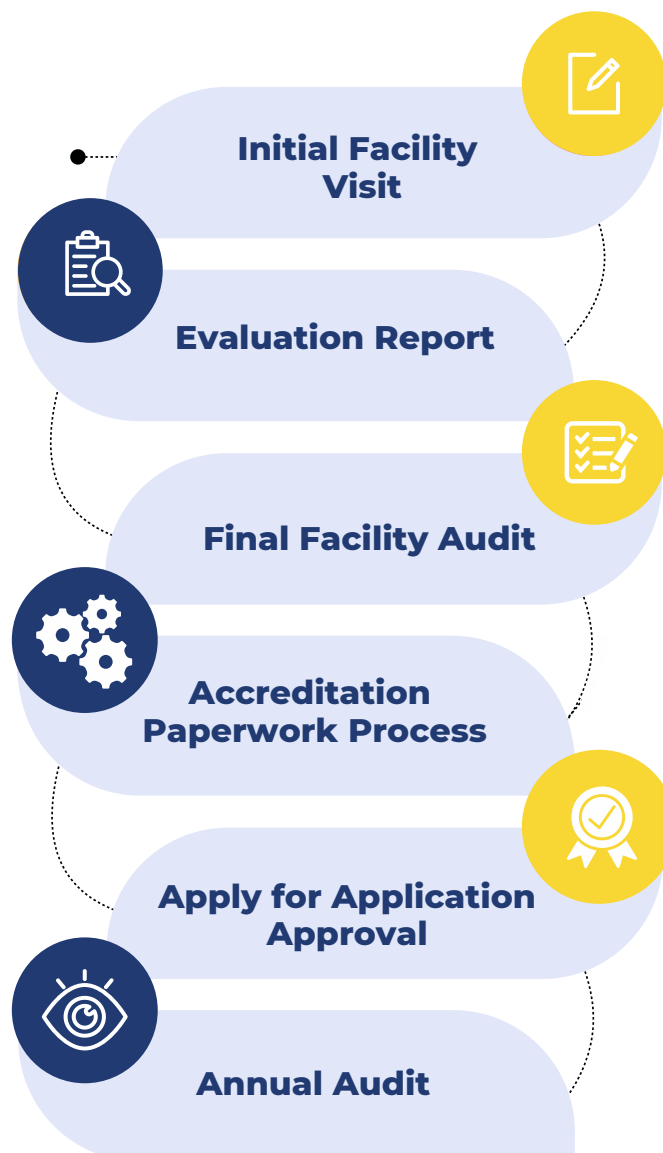 Initial Facility
Visit
Evaluation Report
Final Facility Audit
Accreditation
Paperwork Process
Apply for Application
Approval
Annual Audit